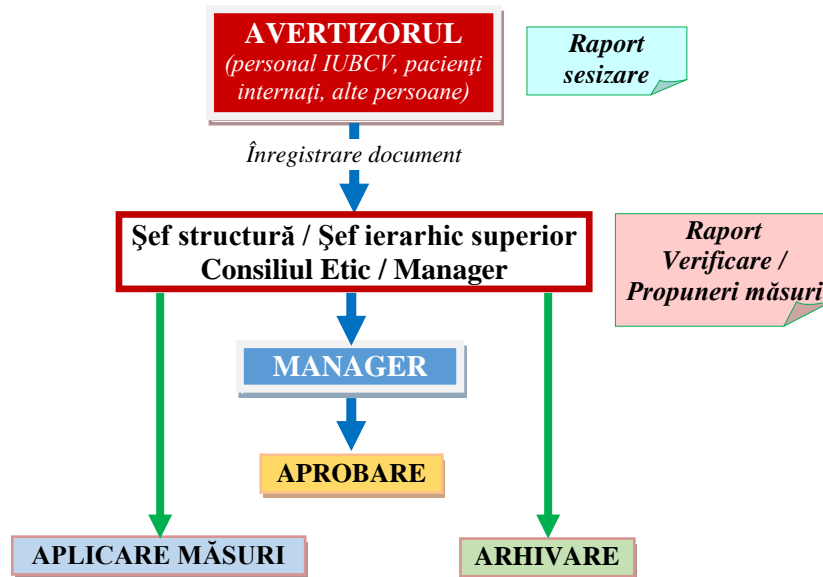 AVERTIZORUL
(personal IUBCV, pacienţi
internaţi, alte persoane)
Raport
sesizare
Înregistrare document
Şef structură / Şef ierarhic superior
Consiliul Etic / Manager
Raport
Verificare /
Propuneri măsuri
MANAGER
APROBARE
APLICARE MĂSURI
ARHIVARE